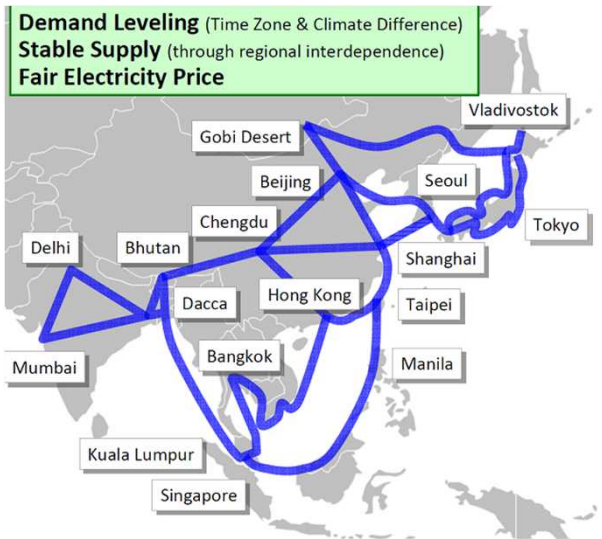 Demand Leveling (Time Zone & Climate Difference)
Stable Supply (through regional interdependence)
Fair Electricity Price
Vladivostok
Gobi Desert
Beijing
Seoul
Chengdu
Tokyo
Delhi
Bhutan
Shanghai
Dacca
Hong Kong
Taipei
Bangkok
Mumbai
Manila
Kuala Lumpur
Singapore